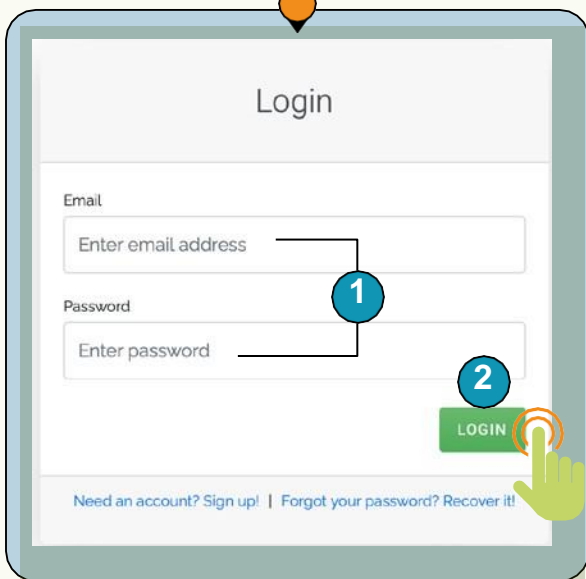 Login
Email
Enter email address
1
Password
Enter password
2
LOGIN
Need an account? Sign up! | Forgot your password? Recover it!